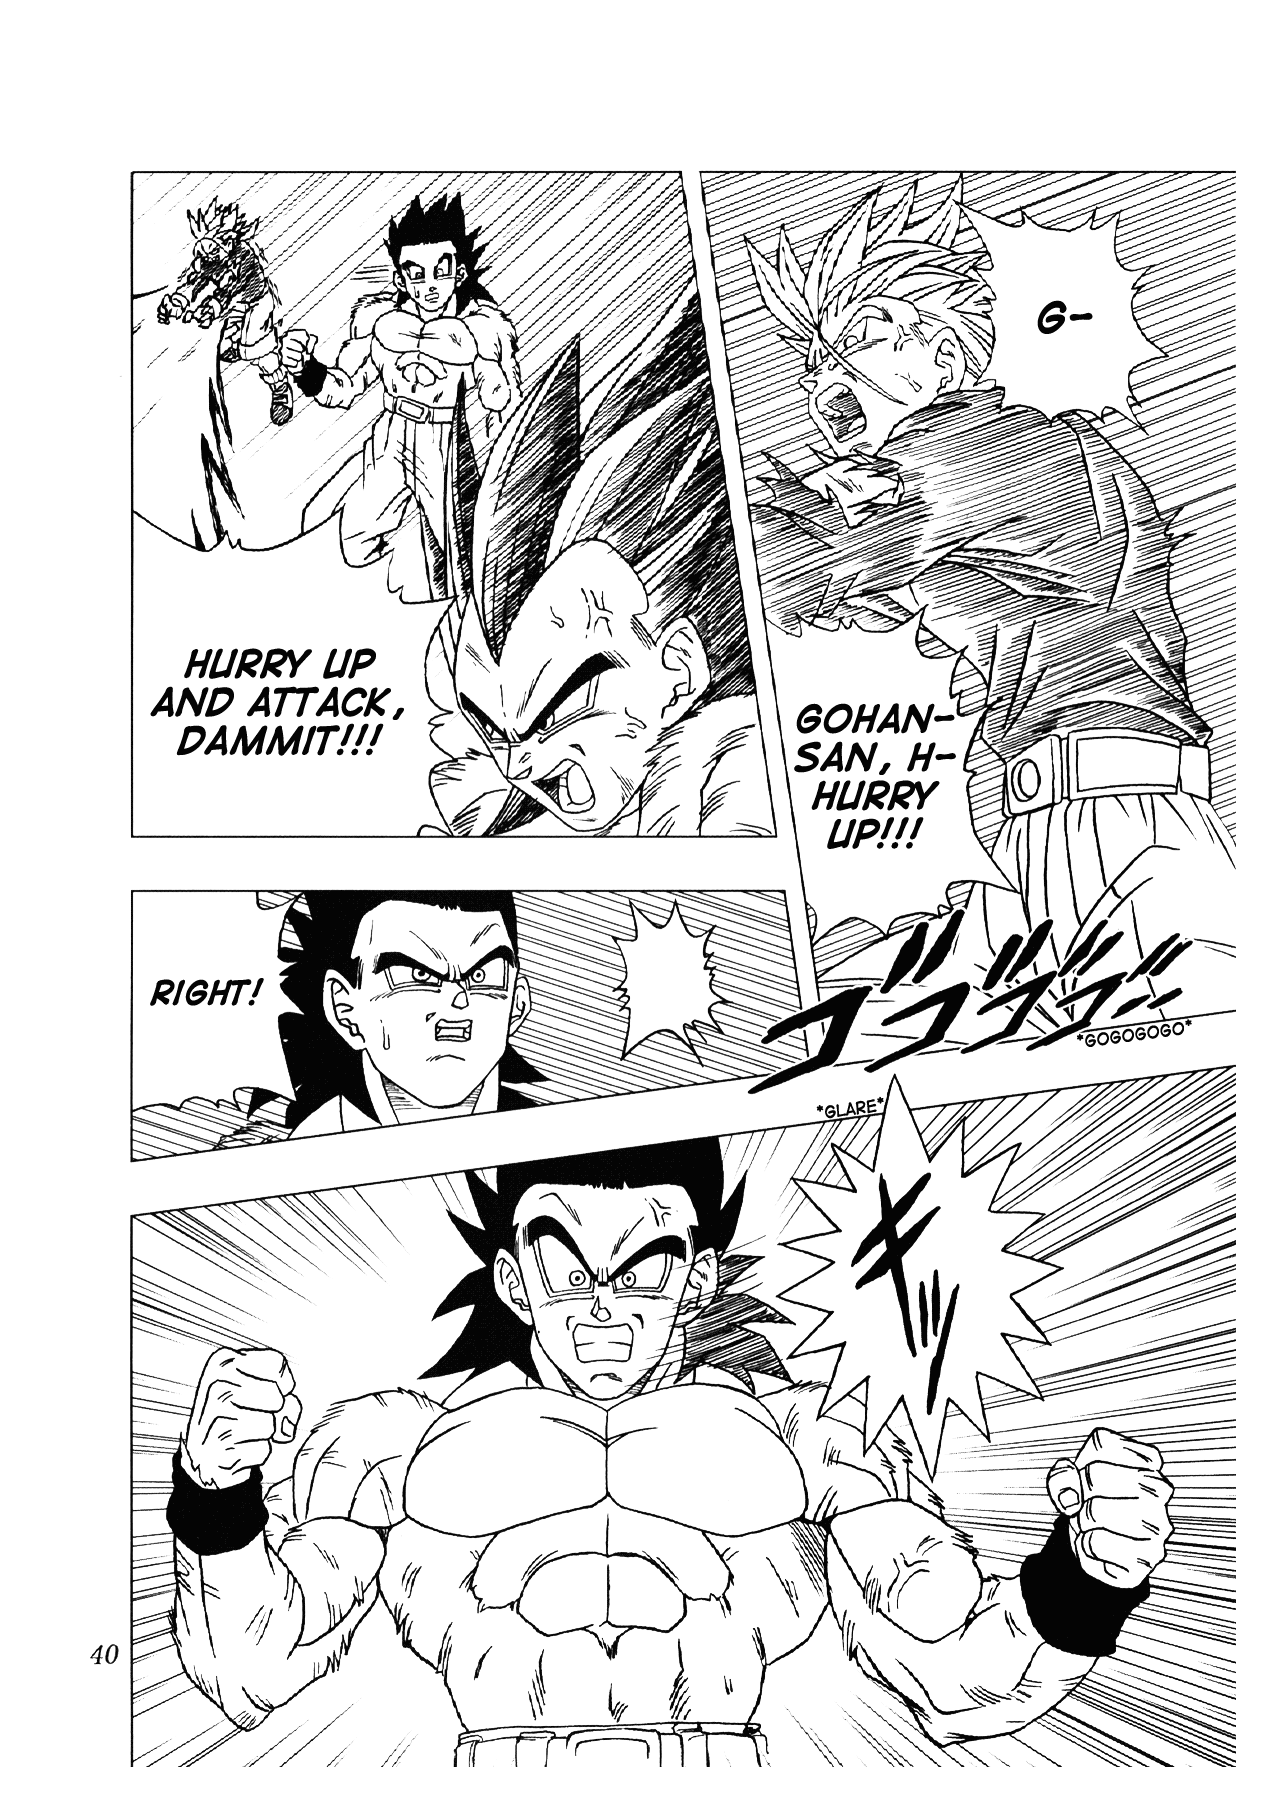 G-
GOHAN-
SAN, H-
HURRY
UP!!!
ゴゴゴゴ
*GOGOGOGO*
HURRY UP
AND ATTACK,
DAMMIT!!!
RIGHT!
*GLARE*
キッ
40